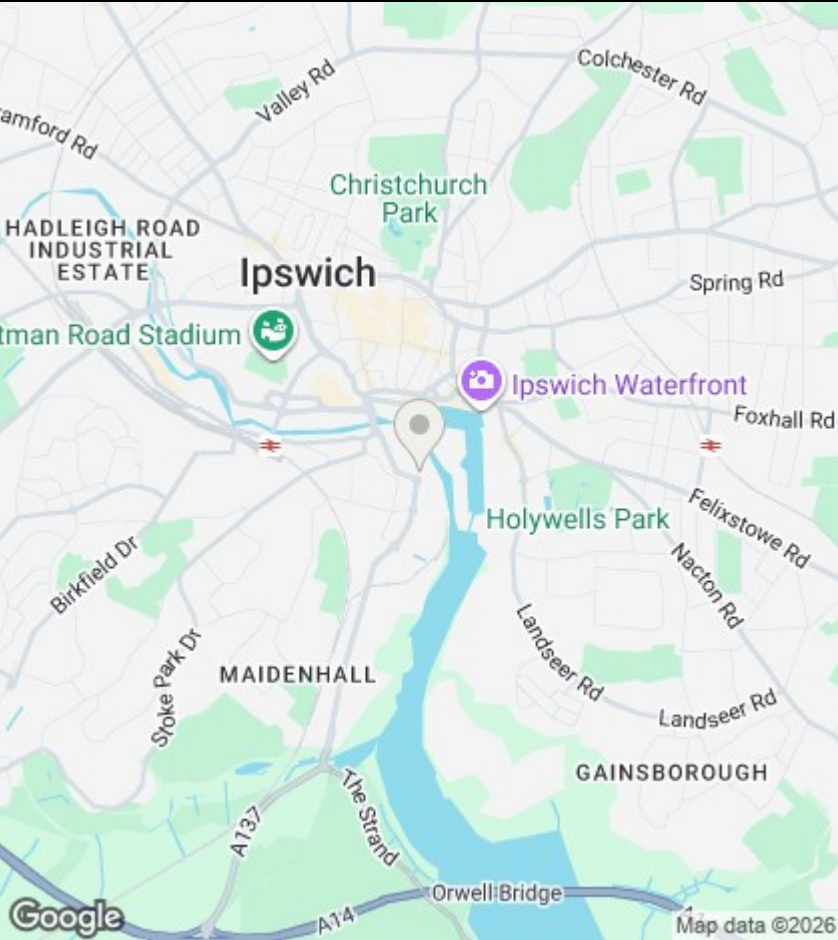 Colchester Rd
Valley Rd
amford Rd
Christchurch
Park
HADLEIGH ROAD
INDUSTRIAL
ESTATE
Ipswich
Spring Rd
tman Road Stadium
Ipswich Waterfront
Foxhall Rd
Holywells Park
Felixstowe Rd
Birkfield Dr
Nacton Rd
Landseer Rd
Stoke Park Dr
MAIDENHALL
Landseer Rd
GAINSBOROUGH
The Strand
A137
Orwell Bridge
A14
Google
Map data ©2026